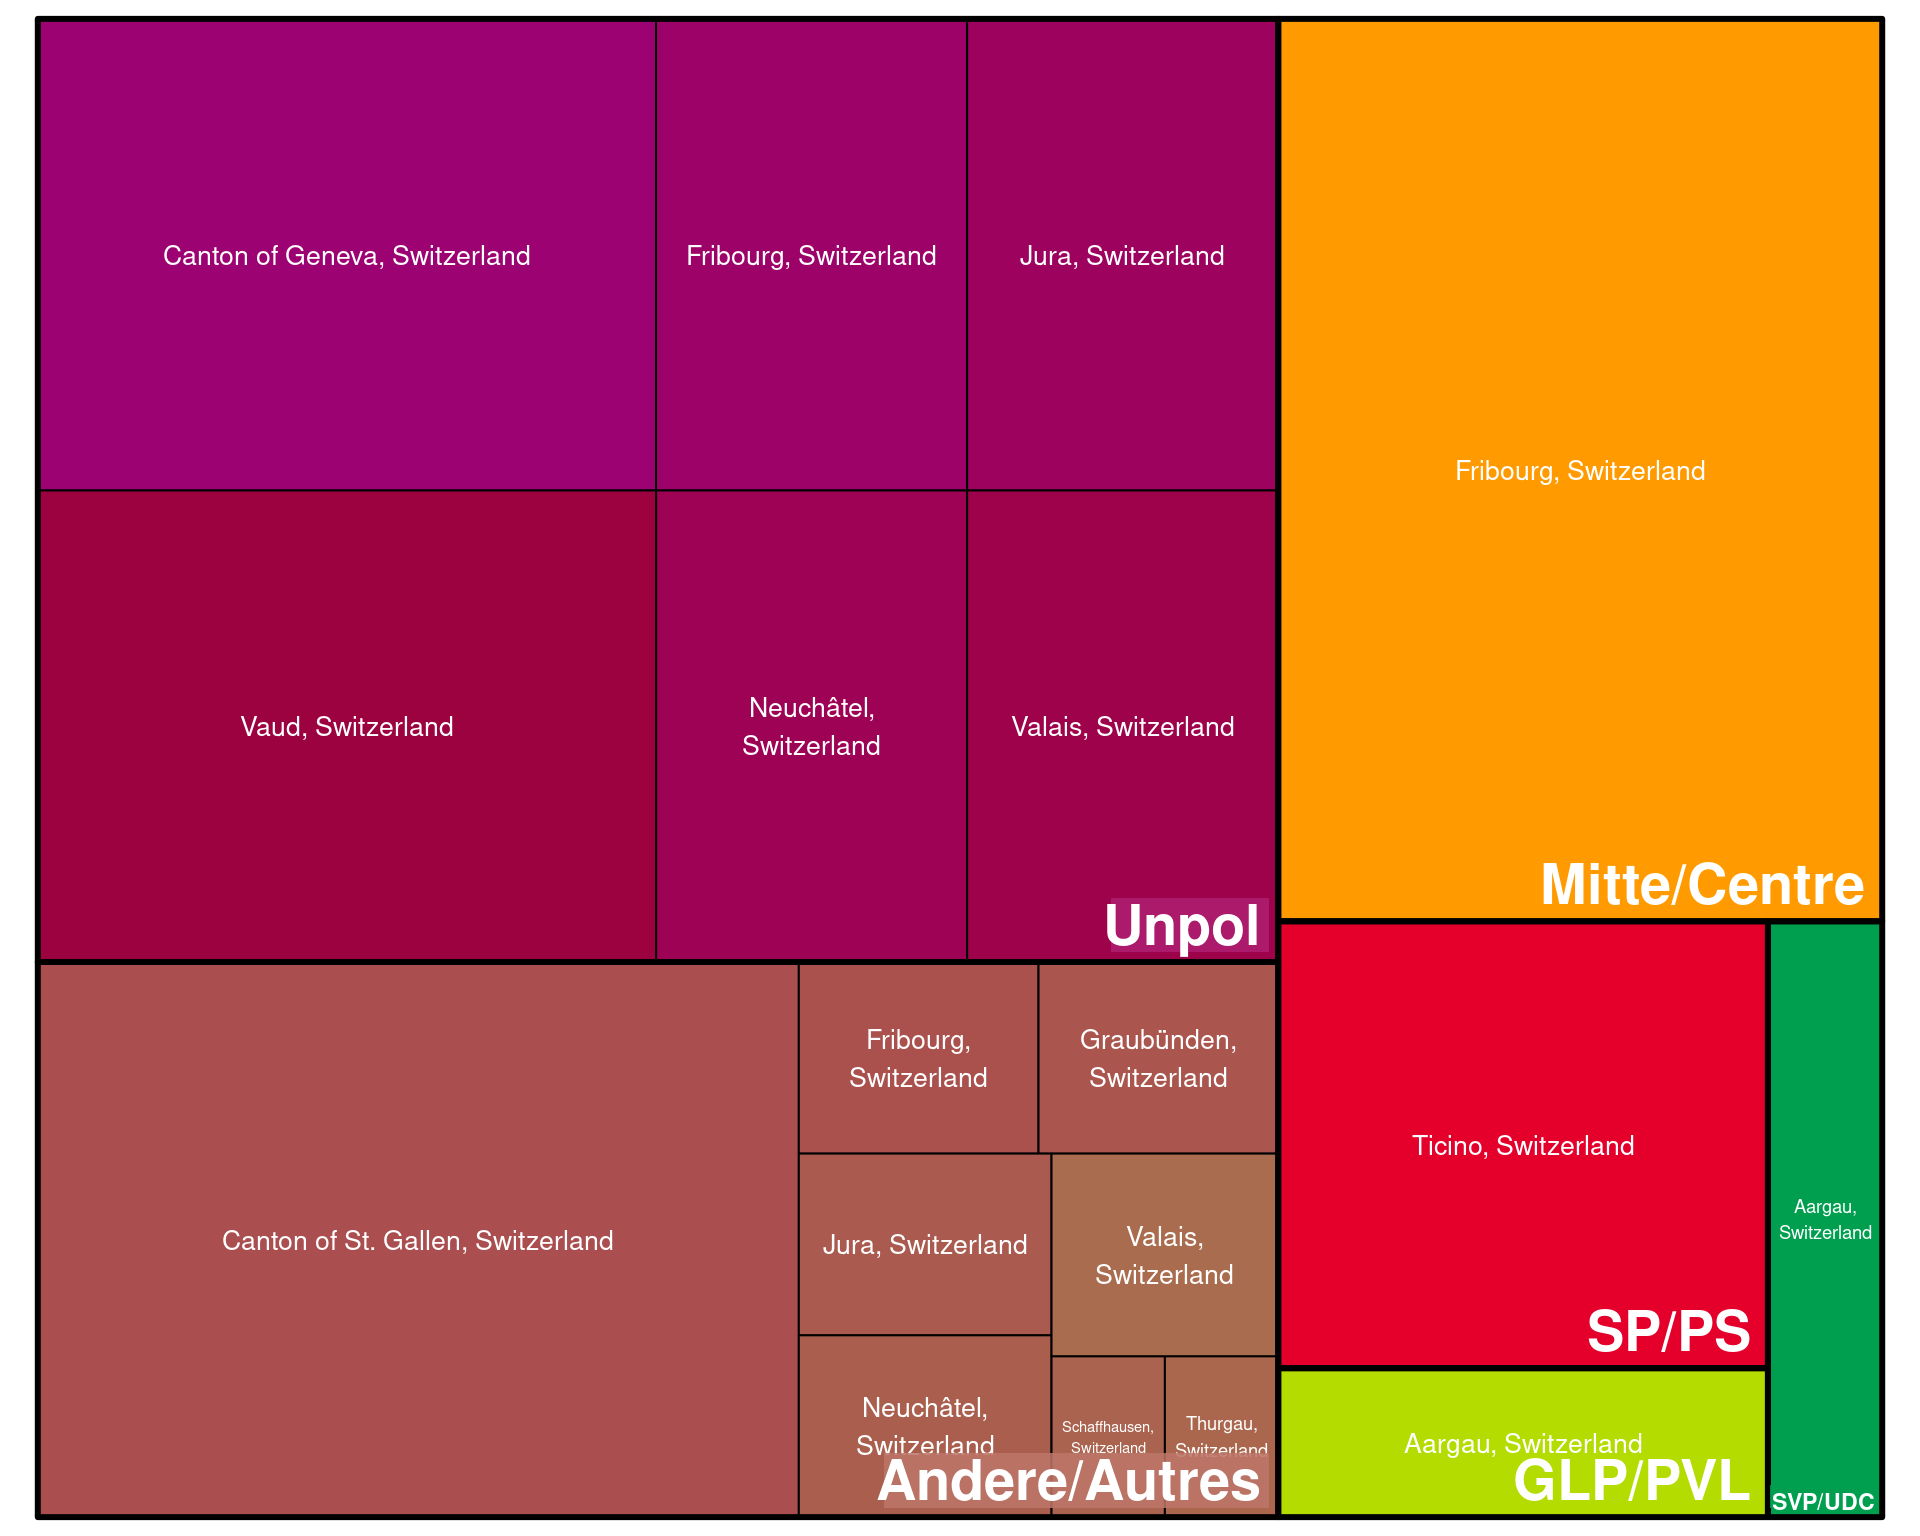 Canton of Geneva, Switzerland
Fribourg, Switzerland
Jura, Switzerland
Vaud, Switzerland
Neuchâtel,
Switzerland
Valais, Switzerland
Unpol
Canton of St. Gallen, Switzerland
Fribourg,
Switzerland
Graubünden,
Switzerland
Jura, Switzerland
Valais,
Switzerland
Neuchâtel,
Switzerland
Schaffhausen,
Switzerland
Thurgau,
Switzerland
Andere/Autres
Fribourg, Switzerland
Mitte/Centre
Ticino, Switzerland
SP/PS
Aargau, Switzerland
GLP/PVL
Aargau,
Switzerland
SVP/UDC